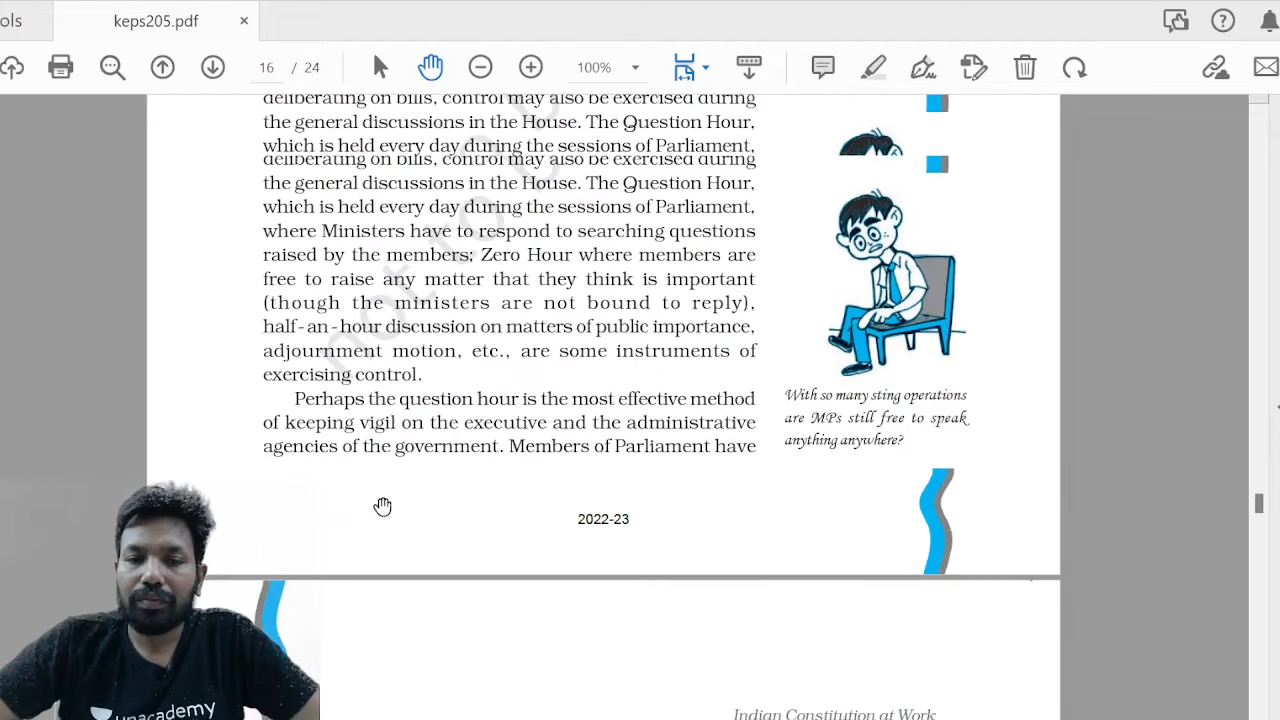 ols
keps205.pdf
16 / 24
100%
deliberating on bills, control may also be exercised during
the general discussions in the House. The Question Hour,
which is held every day during the sessions of Parliament,
deliberating on bills, control may also be exercised during
the general discussions in the House. The Question Hour,
which is held every day during the sessions of Parliament,
where Ministers have to respond to searching questions
raised by the members; Zero Hour where members are
free to raise any matter that they think is important
(though the ministers are not bound to reply),
half-an-hour discussion on matters of public importance,
adjournment motion, etc., are some instruments of
exercising control.
Perhaps the question hour is the most effective method
of keeping vigil on the executive and the administrative
agencies of the government. Members of Parliament have
With so many sting operations
are MPs still free to speak
anything anywhere?
not to b
2022-23
unacademy
Indian Constitution at Work